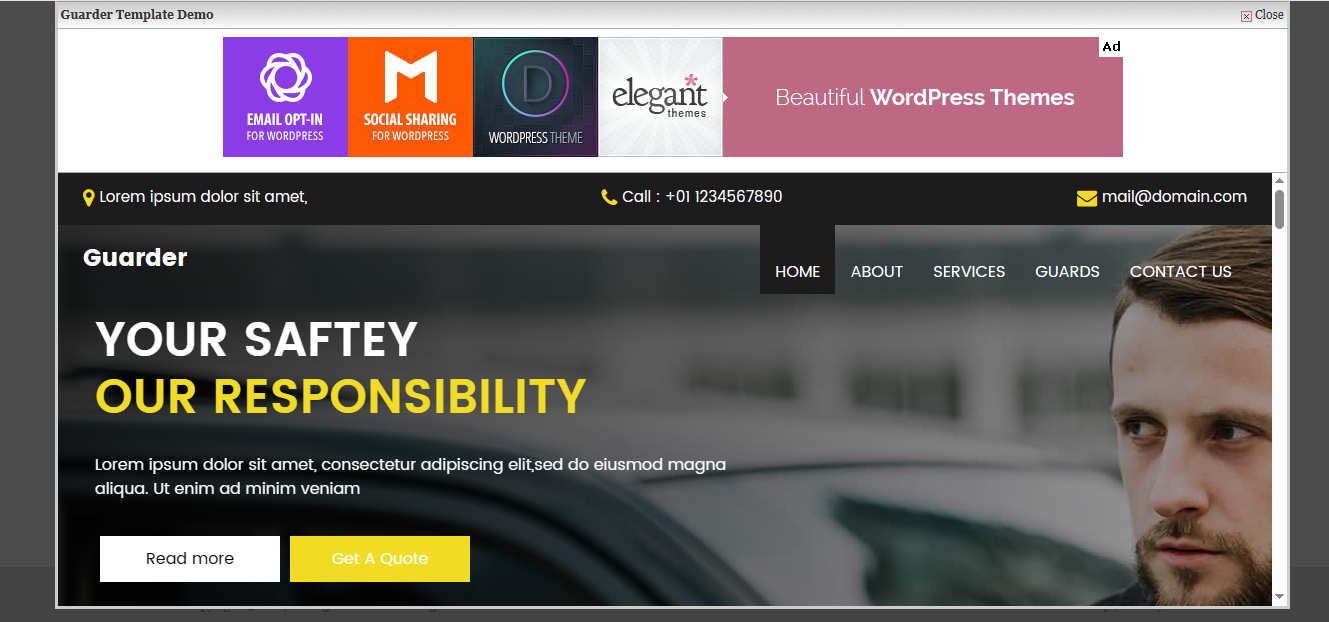 Guarder Template Demo
Close
Ad
EMAIL OPT-IN
FOR WORDPRESS
SOCIAL SHARING
FOR WORDPRESS
D
WORDPRESS THEME
elegant
themes
Beautiful WordPress Themes
Lorem ipsum dolor sit amet,
Call : +01 1234567890
mail@domain.com
Guarder
HOME ABOUT SERVICES GUARDS CONTACT US
YOUR SAFTEY
OUR RESPONSIBILITY
Lorem ipsum dolor sit amet, consectetur adipiscing elit,sed do eiusmod magna
aliqua. Ut enim ad minim veniam
Read more
Get A Quote